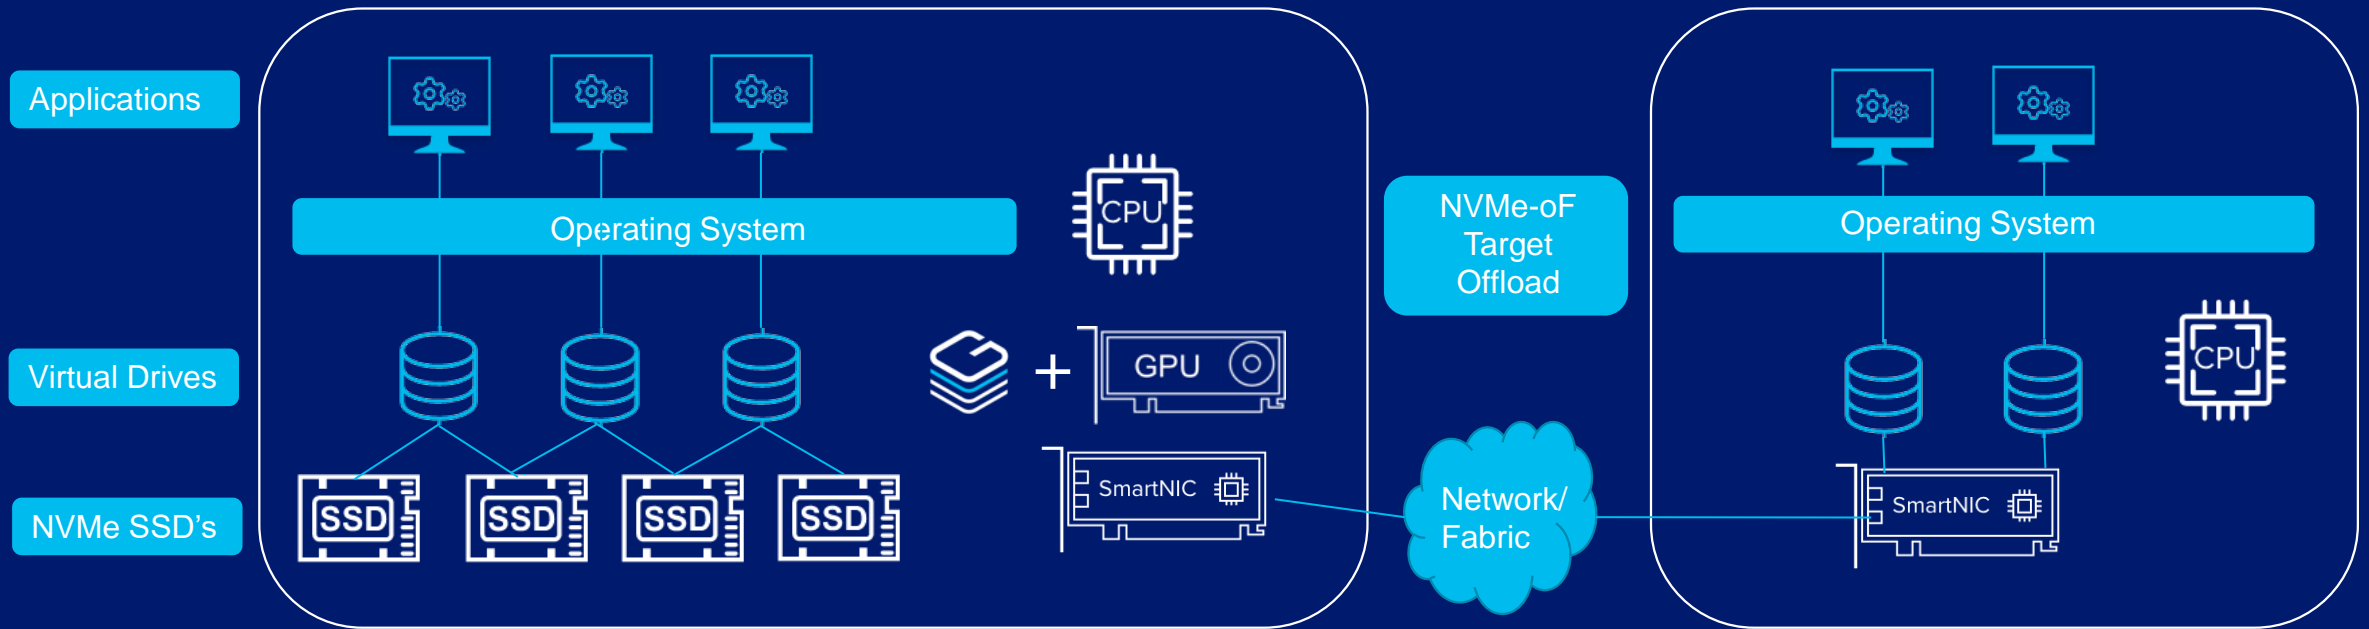 Applications
Operating System
CPU
Virtual Drives
GPU
SmartNIC
NVMe SSD's
SSD
SSD
SSD
SSD
NVMe-oF
Target
Offload
Network/
Fabric
Operating System
CPU
SmartNIC